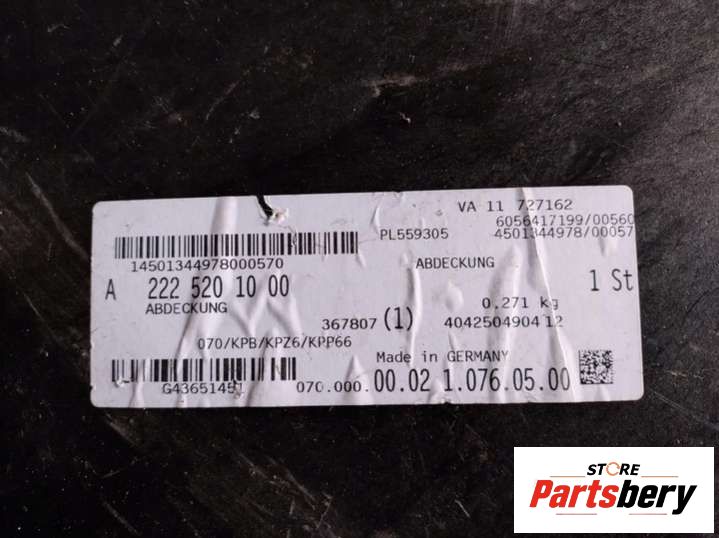 VA 11 727162
6056417199/00560
PL559305 4501344978/00057
14501344978000570
ABDECKUNG
A 222 520 10 00
1 St
ABDECKUNG
0.271 kg
367807 (1) 4042504904 12
070/KPB/KPZ6/KPP66
Made in GERMANY
G43651451 070.000.00.02 1.076.05.00
STORE
Partsbery